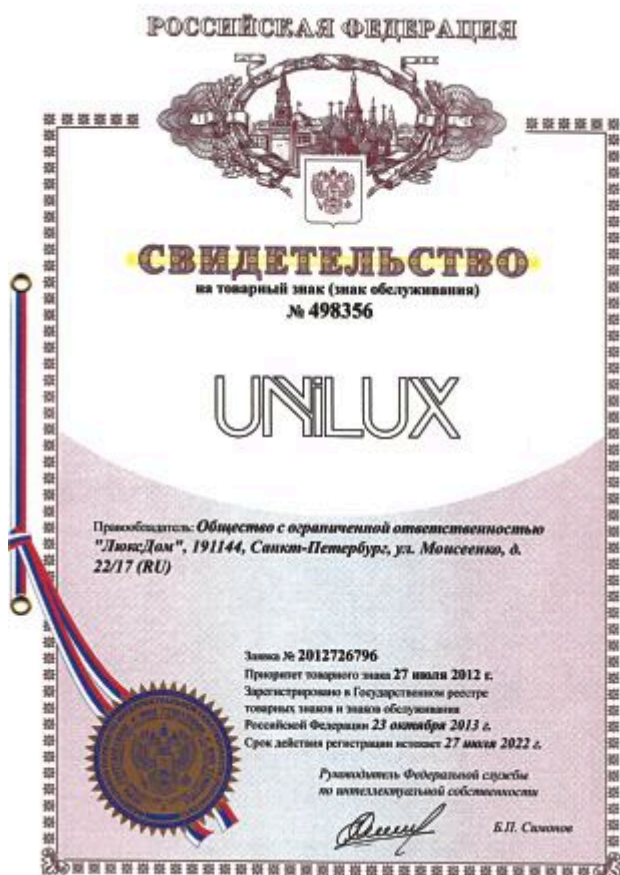 РОССИЙСКАЯ ФЕДЕРАЦИЯ
СВИДЕТЕЛЬСТВО
на товарный знак (знак обслуживания)
№ 498356
UNiLUX
Правообладатель: Общество с ограниченной ответственностью
"ЛюксДом", 191144, Санкт-Петербург, ул. Моисеенко, д.
22/17 (RU)
Заявка № 2012726796
Приоритет товарного знака 27 июля 2012 г.
Зарегистрировано в Государственном реестре
товарных знаков и знаков обслуживания
Российской Федерации 23 октября 2013 г.
Срок действия регистрации истекает 27 июля 2022 г.
Руководитель Федеральной службы
по интеллектуальной собственности
Б.П. Симонов